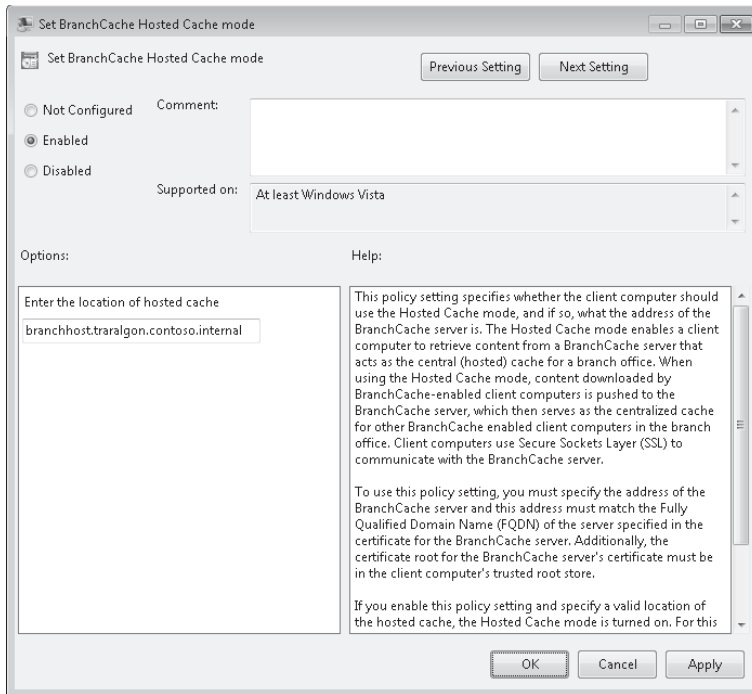 Set BranchCache Hosted Cache mode
Set BranchCache Hosted Cache mode
Previous Setting
Next Setting
Not Configured
Enabled
Disabled
Comment:
Supported on:
At least Windows Vista
Options:
Help:
Enter the location of hosted cache
branchhost.traralgon.contoso.internal
This policy setting specifies whether the client computer should
use the Hosted Cache mode, and if so, what the address of the
BranchCache server is. The Hosted Cache mode enables a client
computer to retrieve content from a BranchCache server that
acts as the central (hosted) cache for a branch office. When
using the Hosted Cache mode, content downloaded by
BranchCache-enabled client computers is pushed to the
BranchCache server, which then serves as the centralized cache
for other BranchCache enabled client computers in the branch
office. Client computers use Secure Sockets Layer (SSL) to
communicate with the BranchCache server.
To use this policy setting, you must specify the address of the
BranchCache server and this address must match the Fully
Qualified Domain Name (FQDN) of the server specified in the
certificate for the BranchCache server. Additionally, the
certificate root for the BranchCache server's certificate must be
in the client computer's trusted root store.
If you enable this policy setting and specify a valid location of
the hosted cache, the Hosted Cache mode is turned on. For this
OK
Cancel
Apply